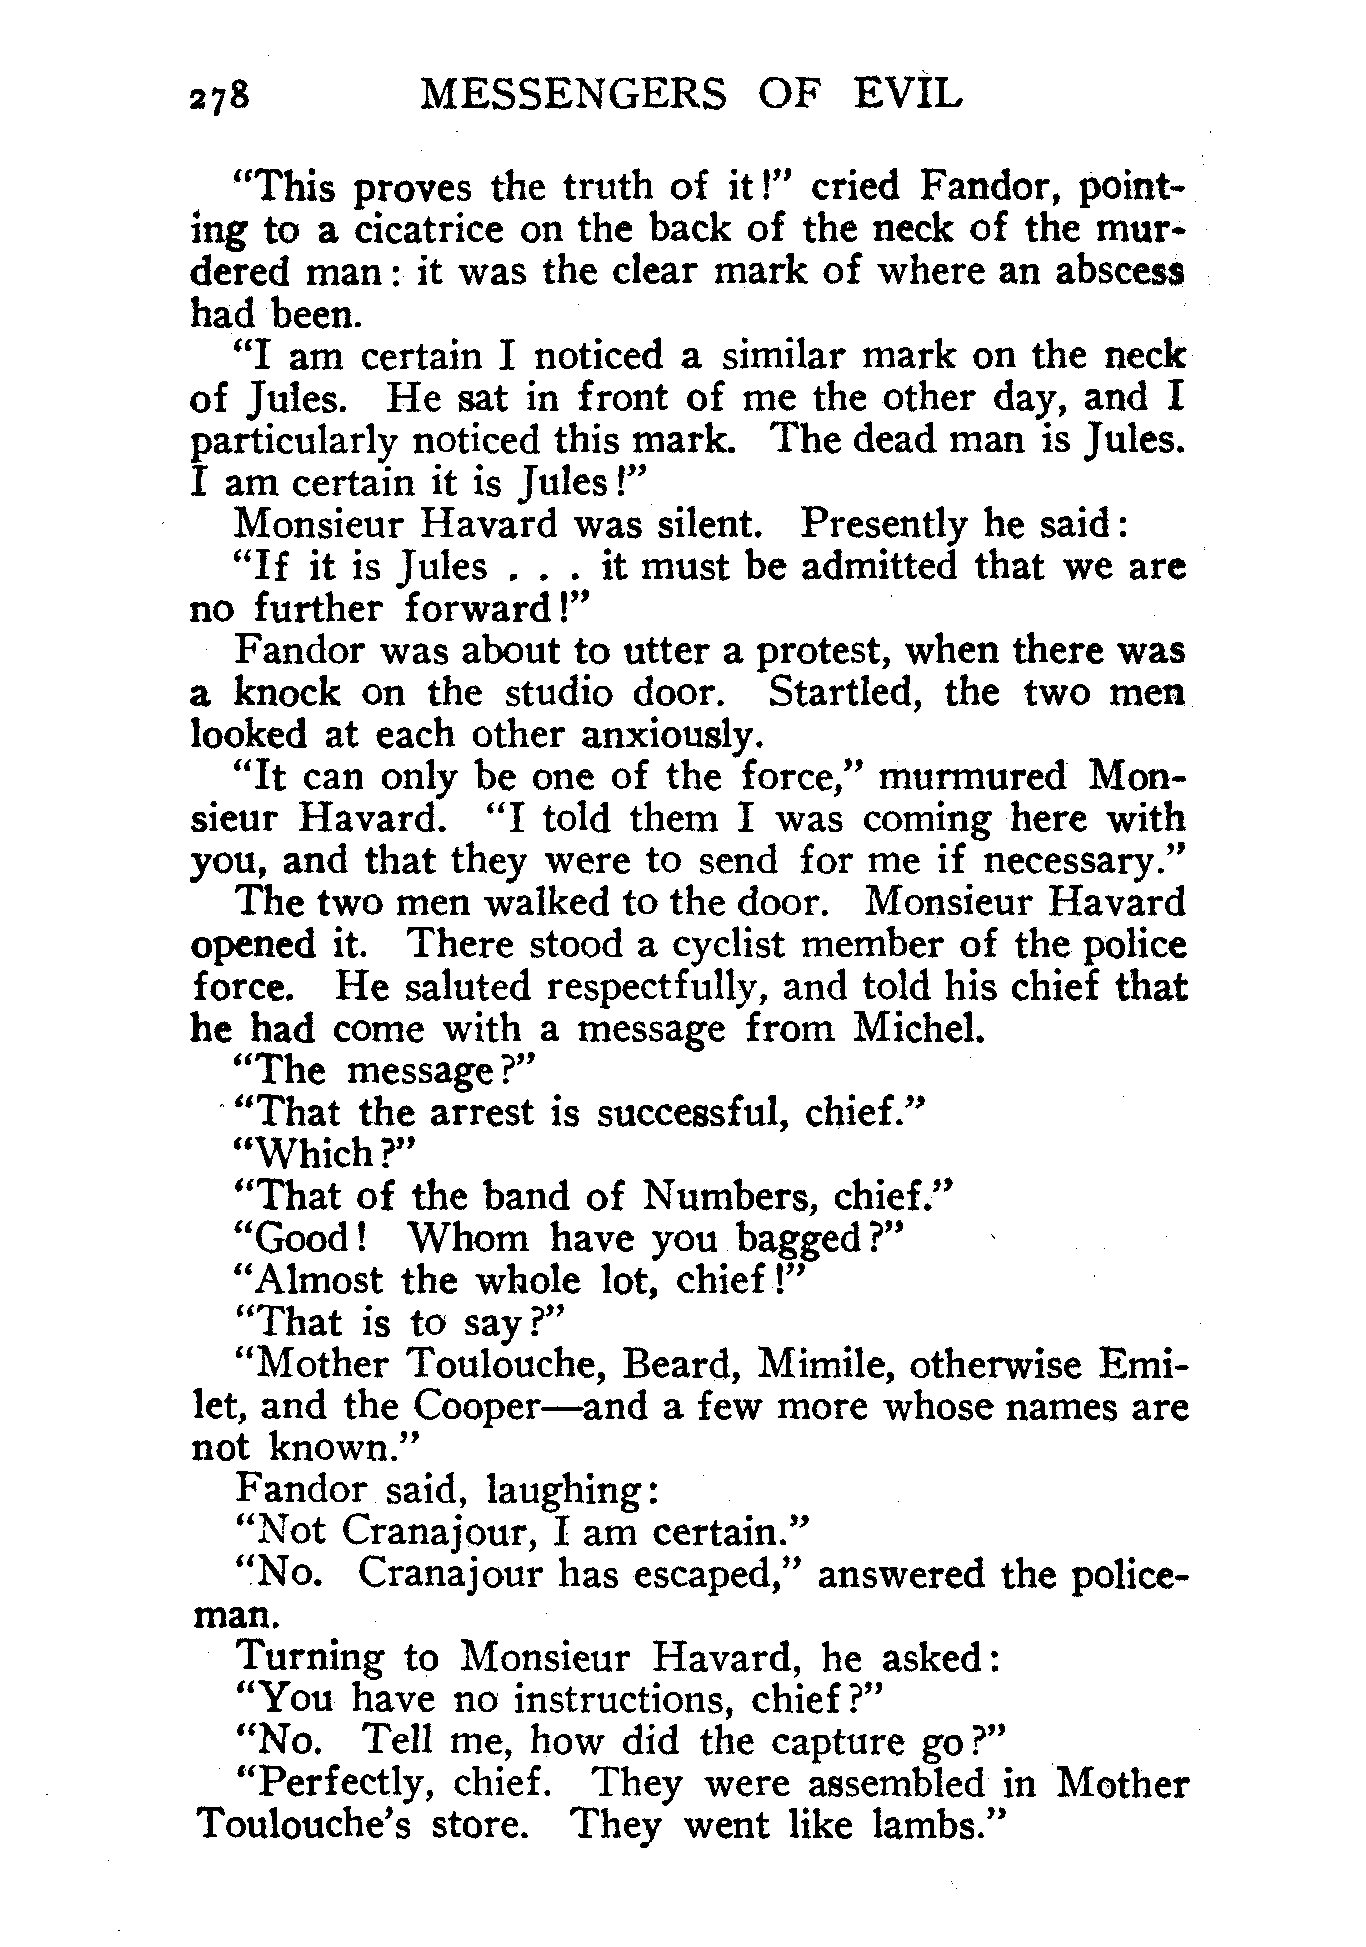 278 MESSENGERS OF EVIL
"This proves the truth of it!" cried Fandor, point-
ing to a cicatrice on the back of the neck of the mur-
dered man: it was the clear mark of where an abscess
had been.
"I am certain I noticed a similar mark on the neck
of Jules. He sat in front of me the other day, and I
particularly noticed this mark. The dead man is Jules.
I am certain it is Jules!"
Monsieur Havard was silent. Presently he said:
"If it is Jules . . . it must be admitted that we are
no further forward!"
Fandor was about to utter a protest, when there was
a knock on the studio door. Startled, the two men
looked at each other anxiously.
"It can only be one of the force," murmured Mon-
sieur Havard. "I told them I was coming here with
you, and that they were to send for me if necessary."
The two men walked to the door. Monsieur Havard
opened it. There stood a cyclist member of the police
force. He saluted respectfully, and told his chief that
he had come with a message from Michel.
"The message?"
"That the arrest is successful, chief."
"Which?"
"That of the band of Numbers, chief."
"Good! Whom have you bagged?"
"Almost the whole lot, chief!"
"That is to say?"
"Mother Toulouche, Beard, Mimile, otherwise Emi-
let, and the Cooper—and a few more whose names are
not known."
Fandor said, laughing:
"Not Cranajour, I am certain."
"No. Cranajour has escaped," answered the police-
man.
Turning to Monsieur Havard, he asked:
"You have no instructions, chief?"
"No. Tell me, how did the capture go?"
"Perfectly, chief. They were assembled in Mother
Toulouche's store. They went like lambs."